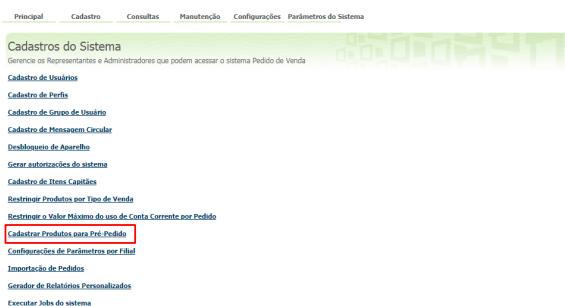 Principal Cadastro Consultas Manutenção Configurações Parâmetros do Sistema
Cadastros do Sistema
Gerencie os Representantes e Administradores que podem acessar o sistema Pedido de Venda
Cadastro de Usuários
Cadastro de Perfis
Cadastro de Grupo de Usuário
Cadastro de Mensagem Circular
Desbloqueio de Aparelho
Gerar autorizações do sistema
Cadastro de Itens Capitães
Restringir Produtos por Tipo de Venda
Restringir o Valor Máximo do uso de Conta Corrente por Pedido
Cadastrar Produtos para Pré-Pedido
Configurações de Parâmetros por Filial
Importação de Pedidos
Gerador de Relatórios Personalizados
Executar Jobs do sistema